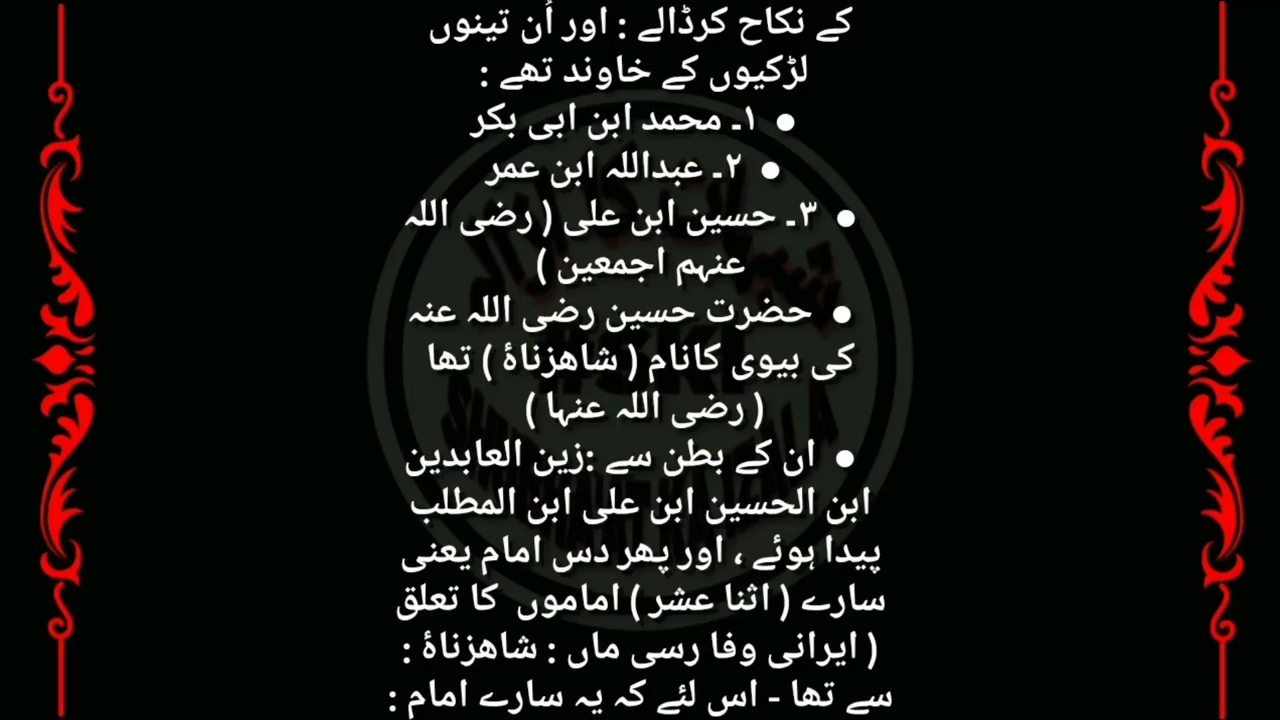 کے نکاح کرڈالے : اور اُن تینوں
لڑکیوں کے خاوند تھے :
● ۱۔ محمد ابن ابی بکر
● ۲۔ عبداللہ ابن عمر
● ۳۔ حسین ابن علی ( رضی اللہ
عنہم اجمعین )
● حضرت حسین رضی اللہ عنہ
کی بیوی کانام ( شاھزناۂ ) تھا
( رضی اللہ عنہا )
● ان کے بطن سے :زین العابدین
ابن الحسین ابن علی ابن المطلب
پیدا ہوئے ، اور پھر دس امام یعنی
سارے ( اثنا عشر ) اماموں کا تعلق
( ایرانی وفا رسی ماں : شاھزناۂ :
سے تھا - اس لئے کہ یہ سارے امام :